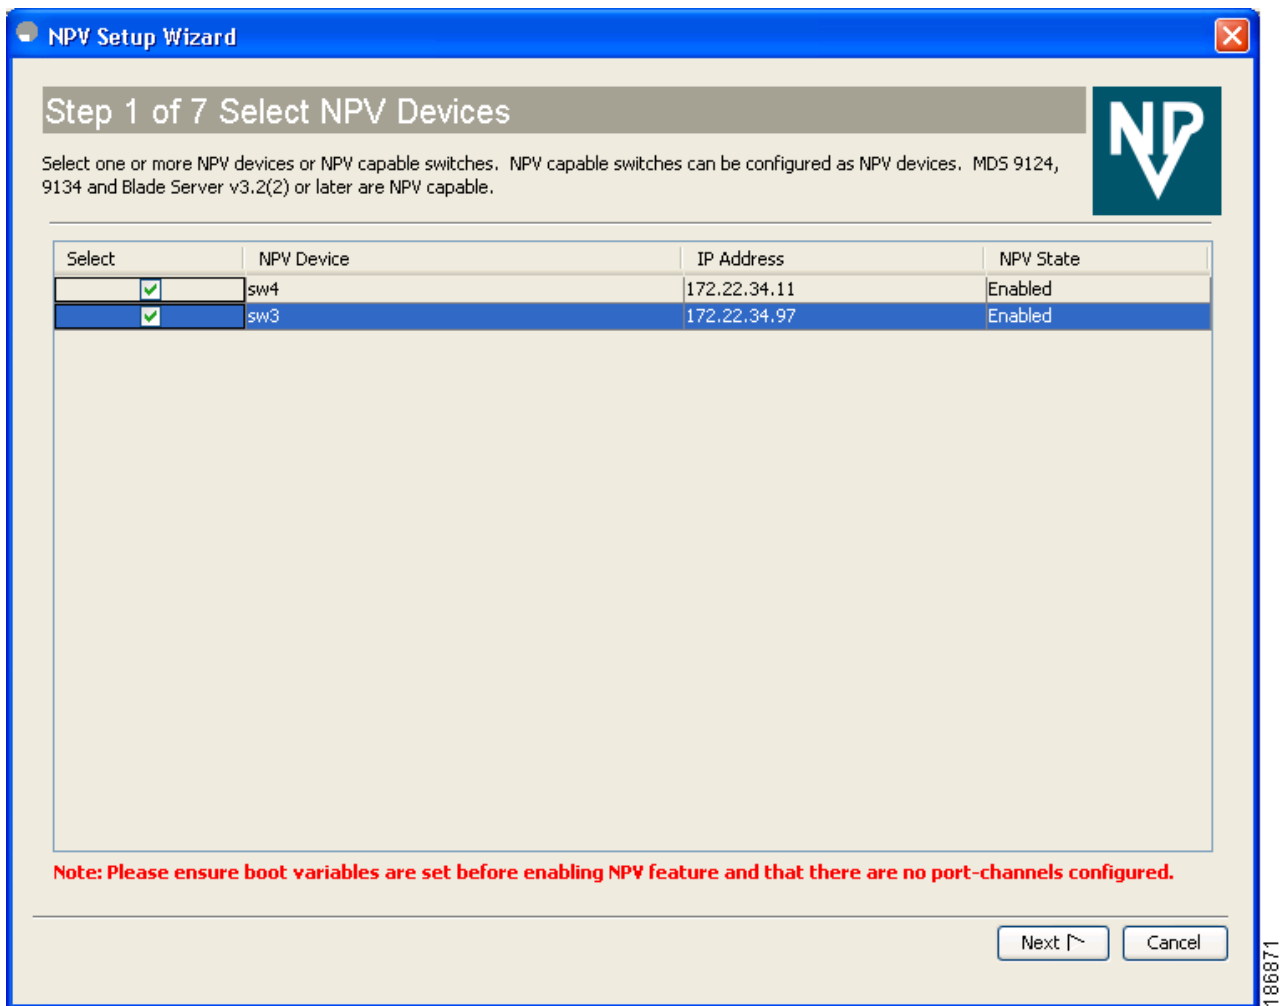 NPV Setup Wizard
Step 1 of 7 Select NPV Devices
NPV
Select one or more NPV devices or NPV capable switches. NPV capable switches can be configured as NPV devices. MDS 9124,
9134 and Blade Server v3.2(2) or later are NPV capable.
Select NPV Device IP Address NPV State
sw4 172.22.34.11 Enabled
sw3 172.22.34.97 Enabled
Note: Please ensure boot variables are set before enabling NPV feature and that there are no port-channels configured.
Next Cancel
186871